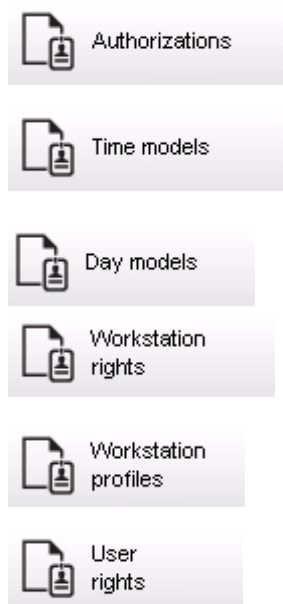 Authorizations
Time models
Day models
Workstation
rights
Workstation
profiles
User
rights